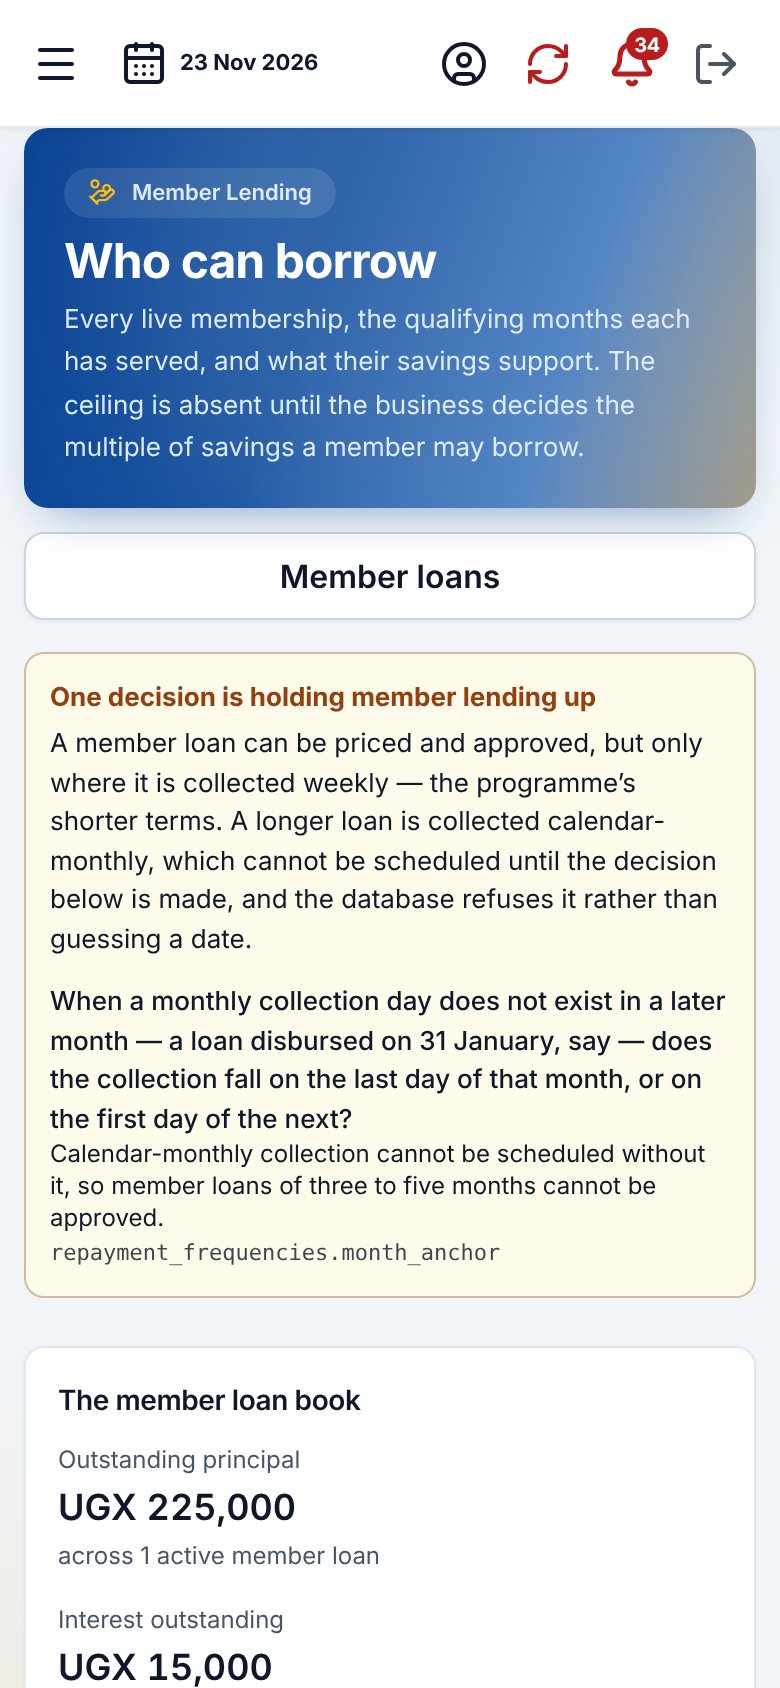 23 Nov 2026
34
Member Lending
Who can borrow
Every live membership, the qualifying months each
has served, and what their savings support. The
ceiling is absent until the business decides the
multiple of savings a member may borrow.
Member loans
One decision is holding member lending up
A member loan can be priced and approved, but only
where it is collected weekly — the programme’s
shorter terms. A longer loan is collected calendar-
monthly, which cannot be scheduled until the decision
below is made, and the database refuses it rather than
guessing a date.
When a monthly collection day does not exist in a later
month — a loan disbursed on 31 January, say — does
the collection fall on the last day of that month, or on
the first day of the next?
Calendar-monthly collection cannot be scheduled without
it, so member loans of three to five months cannot be
approved.
repayment_frequencies.month_anchor
The member loan book
Outstanding principal
UGX 225,000
across 1 active member loan
Interest outstanding
UGX 15,000